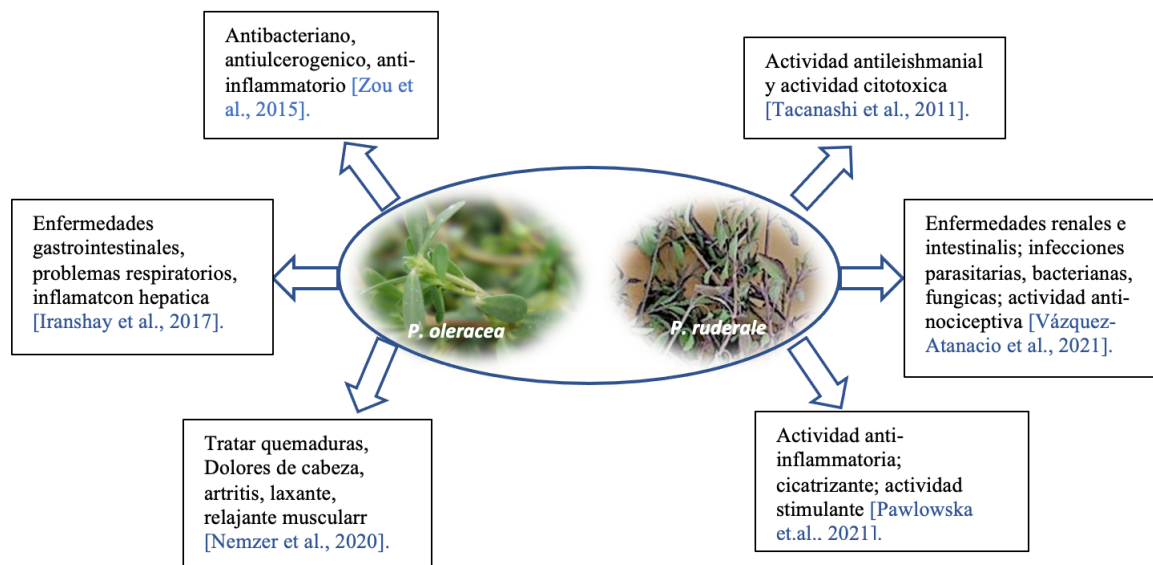 Antibacteriano,
antiulcerogenico, anti-
inflammatorio [Zou et
al., 2015].
Actividad antileishmanial
y actividad citotoxica
[Tacanashi et al., 2011].
Enfermedades
gastrointestinales,
problemas respiratorios,
inflamatcon hepatica
[Iranshay et al., 2017].
P. oleracea
P. ruderale
Enfermedades renales e
intestinalis; infecciones
parasitarias, bacterianas,
fungicas; actividad anti-
nociceptiva [Vázquez-
Atanacio et al., 2021].
Tratar quemaduras,
Dolores de cabeza,
artritis, laxante,
relajante muscularr
[Nemzer et al., 2020].
Actividad anti-
inflammatoria;
cicatrizante; actividad
stimulante [Pawlowska
et.al., 2021].